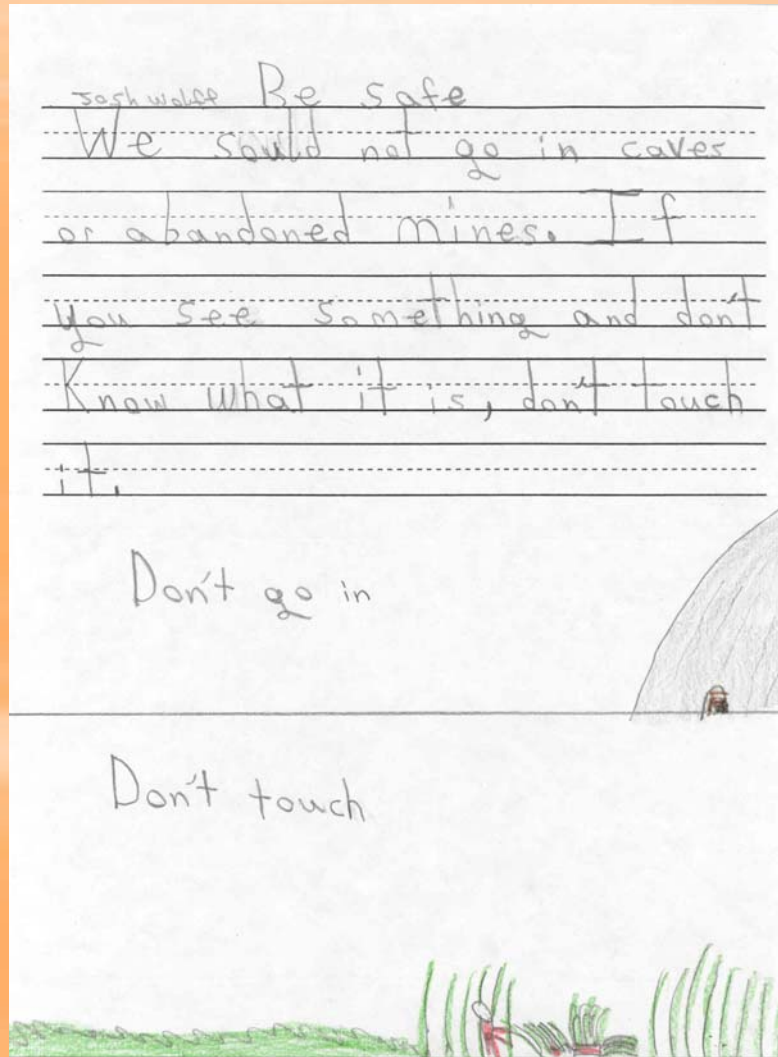 Josh Wolff Be safe
We sould not go in caves
or abandoned mines. If
you see something and don't
Know what it is, don't touch
it.
Don't go in
Don't touch